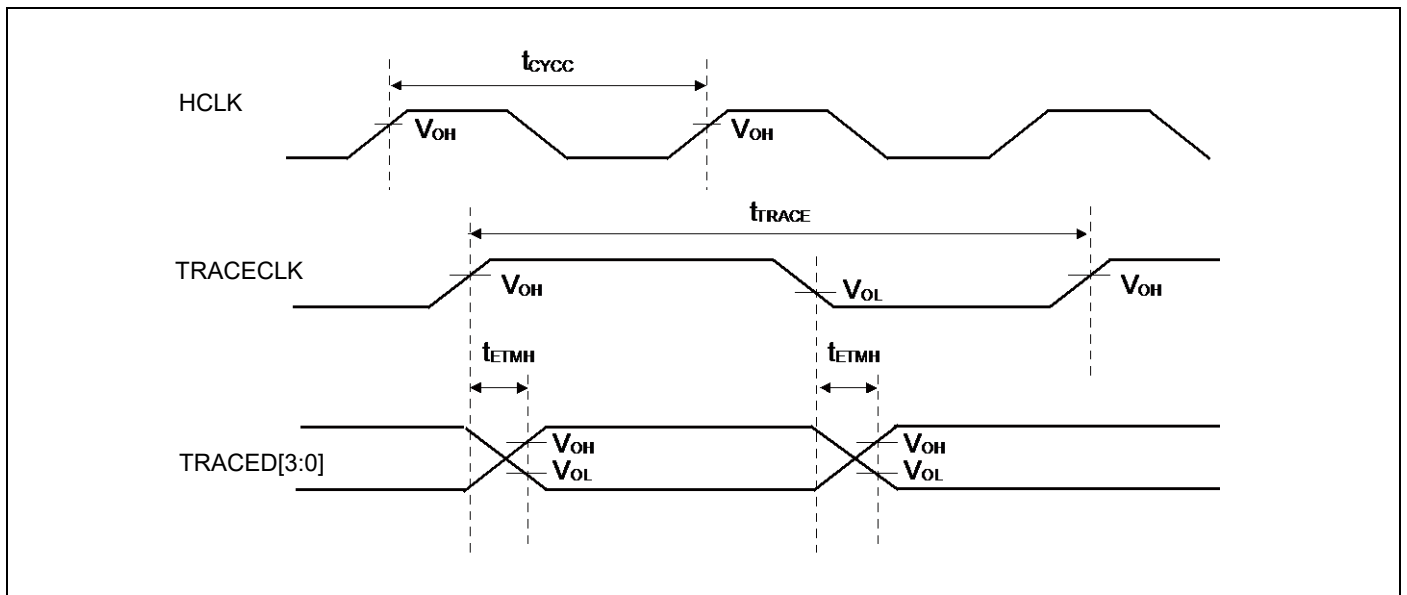 tCYCC
HCLK
VOH VOH
tTRACE
TRACECLK
VOH VOL VOH
tETMH tETMH
VOH VOH
TRACED[3:0]
VOL VOL